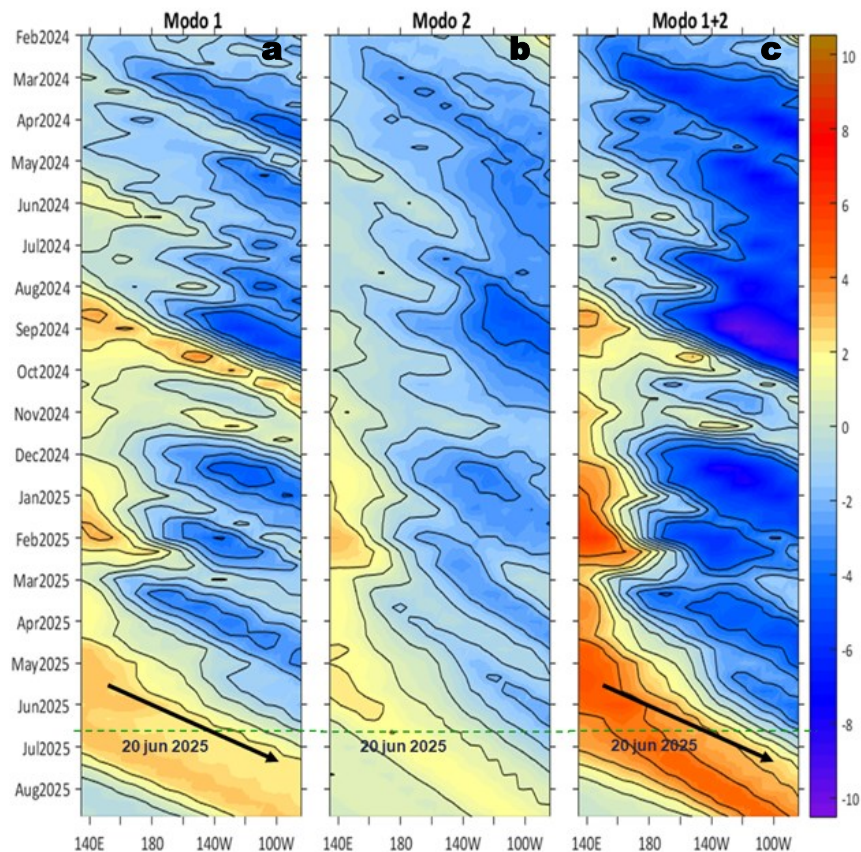 Modo 1 Modo 2 Modo 1+2
a b c
Feb2024
Mar2024
Apr2024
May2024
Jun2024
Jul2024
Aug2024
Sep2024
Oct2024
Nov2024
Dec2024
Jan2025
Feb2025
Mar2025
Apr2025
May2025
Jun2025
Jul2025
Aug2025
20 jun 2025 20 jun 2025 20 jun 2025
140E 180 140W 100W 140E 180 140W 100W 140E 180 140W 100W
10
8
6
4
2
0
-2
-4
-6
-8
-10